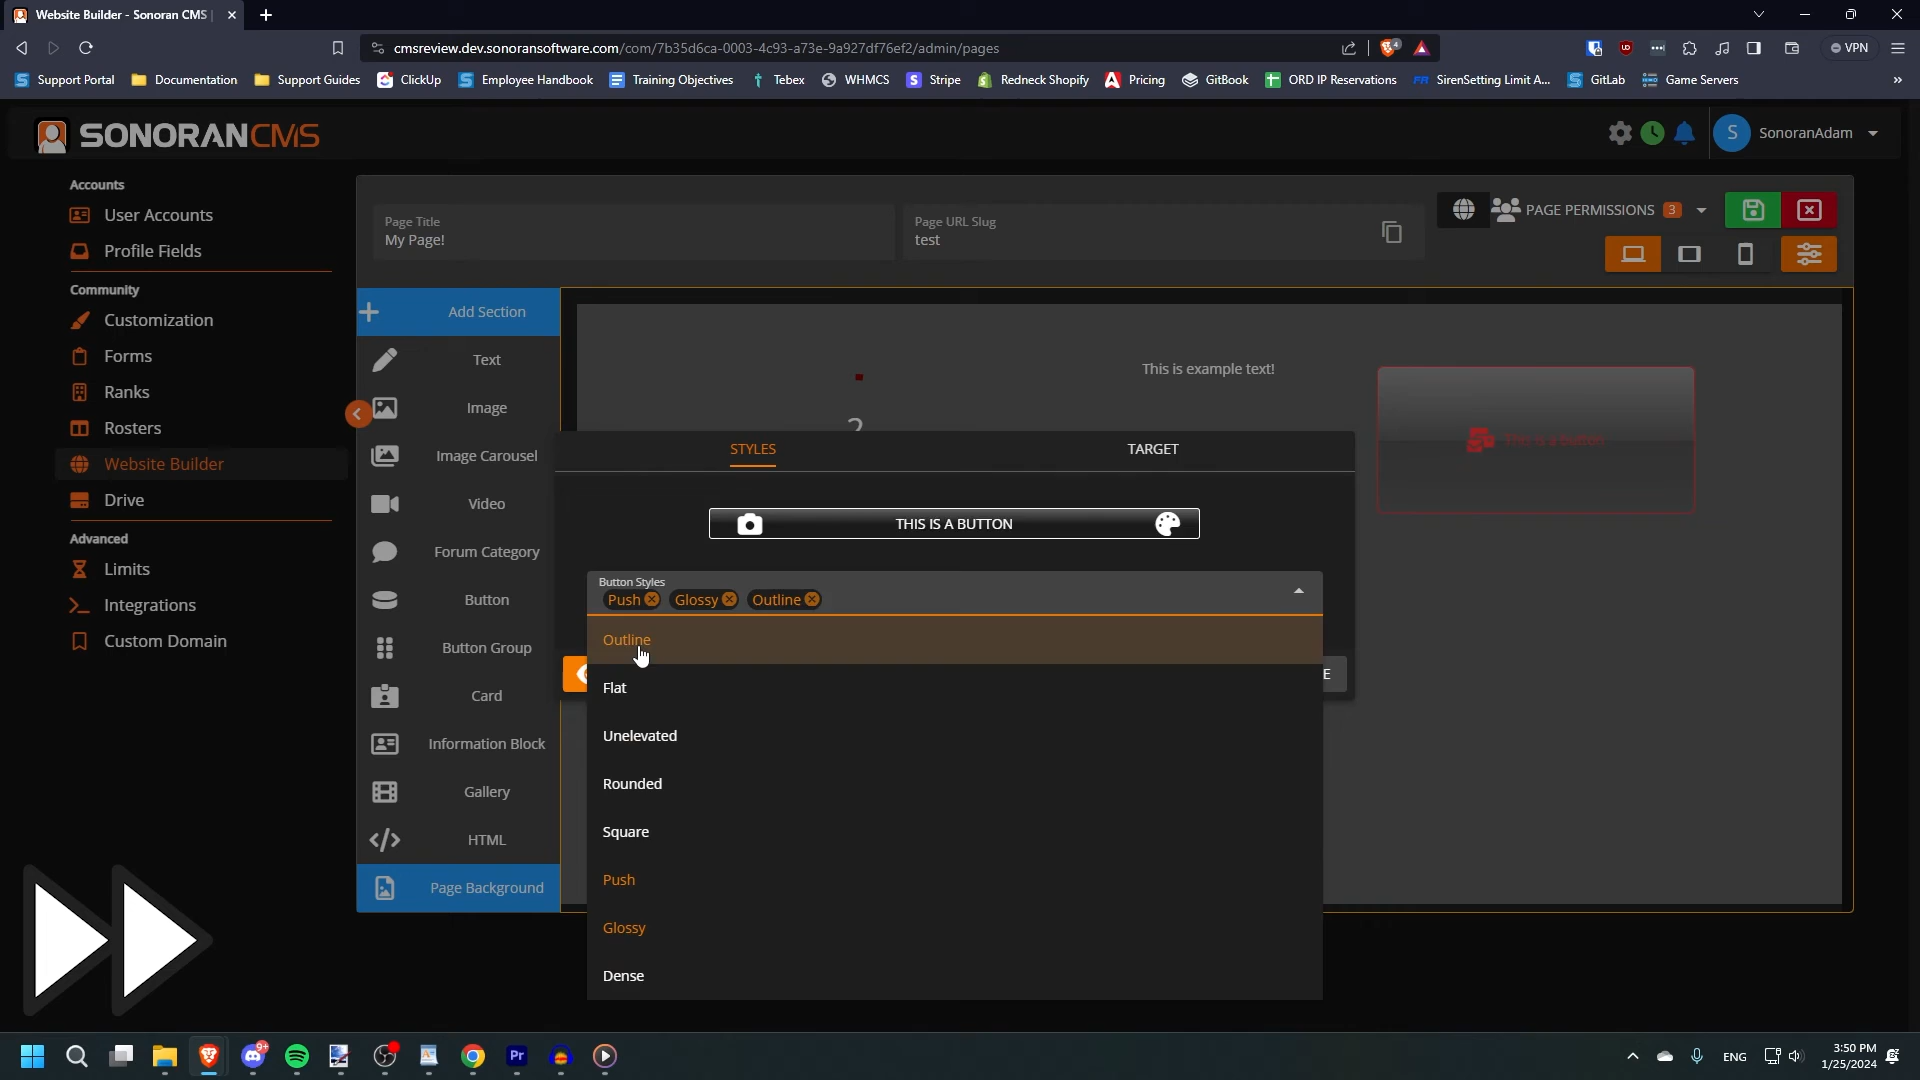 Website Builder - Sonoran CMS
cmsreview.dev.sonoransoftware.com/com/7b35d6ca-0003-4c93-a73e-9a927df76ef2/admin/pages
4
VPN
Support Portal
Documentation
Support Guides
ClickUp
Employee Handbook
Training Objectives
Tebex
WHMCS
Stripe
Redneck Shopify
Pricing
GitBook
ORD IP Reservations
SirenSetting Limit A...
GitLab
Game Servers
SONORANCMS
S
SonoranAdam
Accounts
User Accounts
Profile Fields
Community
Customization
Forms
Ranks
Rosters
Website Builder
Drive
Advanced
Limits
Integrations
Custom Domain
Page Title
My Page!
Page URL Slug
test
PAGE PERMISSIONS 3
Add Section
Text
Image
Image Carousel
Video
Forum Category
Button
Button Group
Card
Information Block
Gallery
HTML
Page Background
This is example text!
This is a button
STYLES
TARGET
THIS IS A BUTTON
Button Styles
Push Glossy Outline
Outline
Flat
Unelevated
Rounded
Square
Push
Glossy
Dense
E
9+
Pr
ENG
3:50 PM
1/25/2024